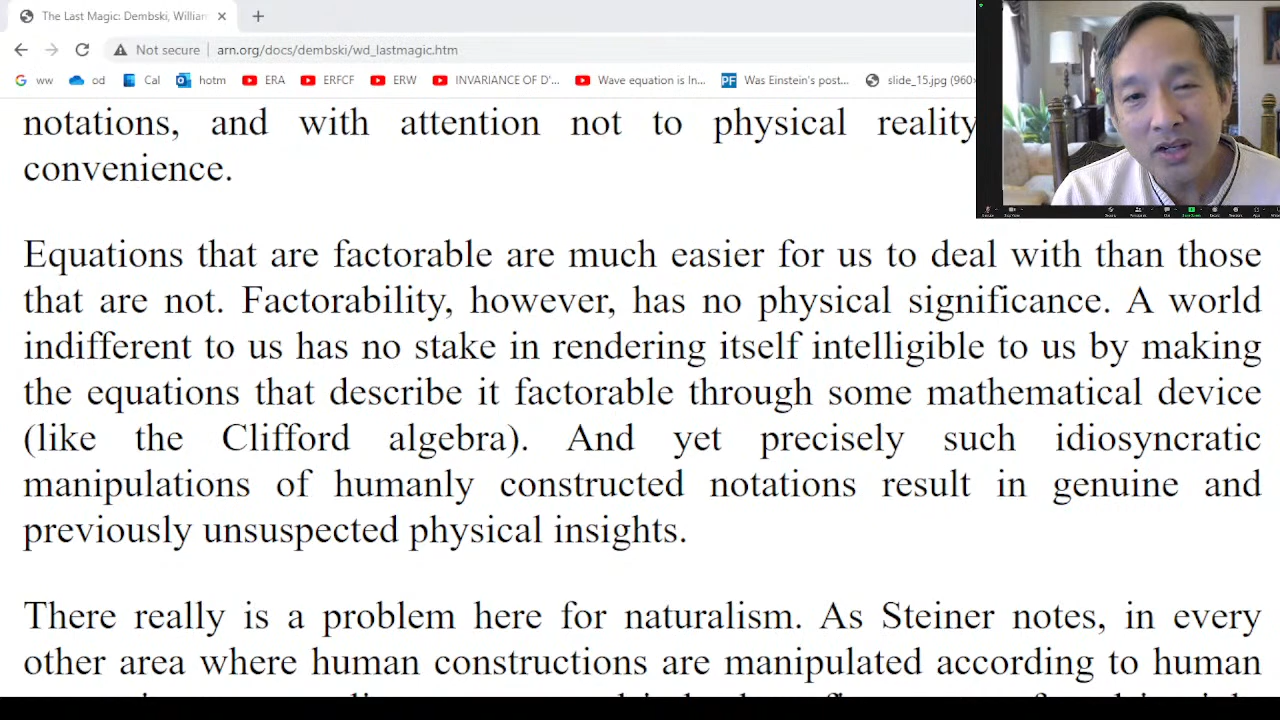 The Last Magic: Dembski, William
Not secure | arn.org/docs/dembski/wd_lastmagic.htm
ww od Cal hotm ERA ERFCF ERW INVARIANCE OF D'... Wave equation is In... Was Einstein's post... slide_15.jpg (960×
notations, and with attention not to physical reality
convenience.
Equations that are factorable are much easier for us to deal with than those
that are not. Factorability, however, has no physical significance. A world
indifferent to us has no stake in rendering itself intelligible to us by making
the equations that describe it factorable through some mathematical device
(like the Clifford algebra). And yet precisely such idiosyncratic
manipulations of humanly constructed notations result in genuine and
previously unsuspected physical insights.
There really is a problem here for naturalism. As Steiner notes, in every
other area where human constructions are manipulated according to human